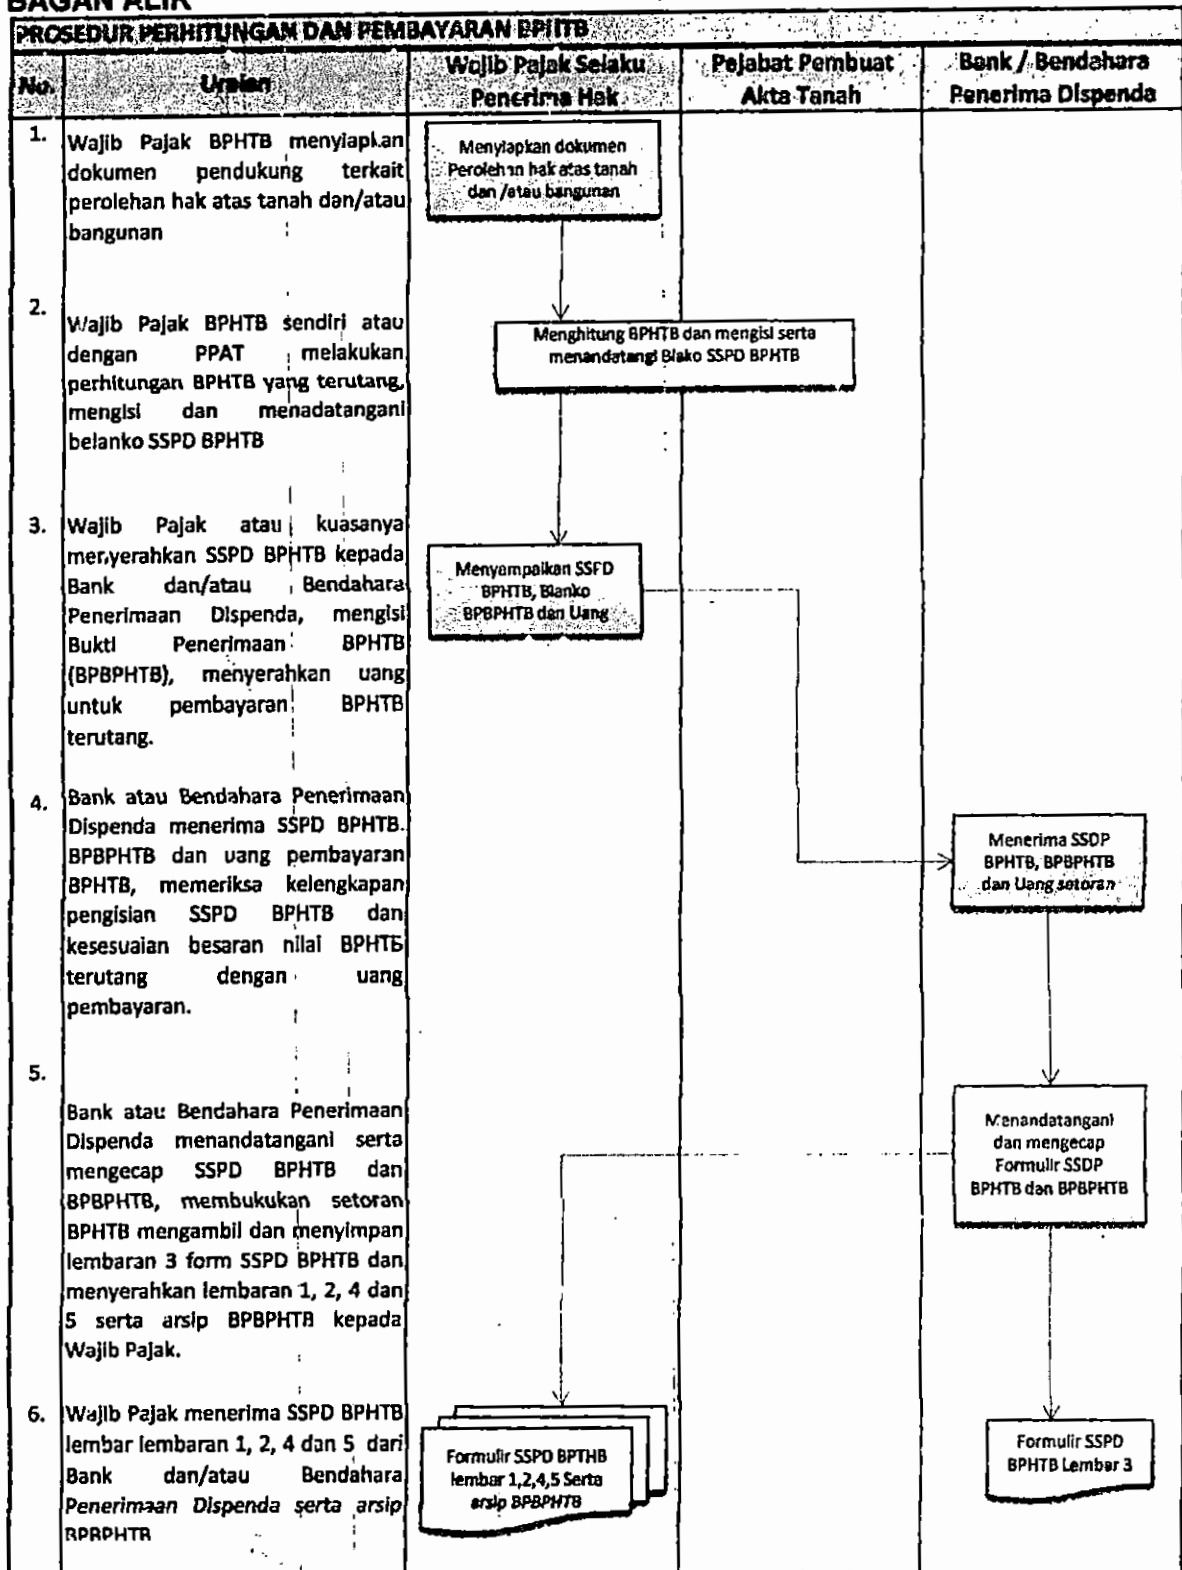 BAGAN ALIR
PROSEDUR PERHITUNGAN DAN PEMBAYARAN BPHTB
No.
Uraian
Wajib Pajak Selaku
Penerima Hak
Pejabat Pembuat
Akta Tanah
Bank / Bendahara
Penerima Dispenda
1.
Wajib Pajak BPHTB menyiapkan
dokumen pendukung terkait
perolehan hak atas tanah dan/atau
bangunan
Menyiapkan dokumen
Perolehan hak atas tanah
dan /atau bangunan
2.
Wajib Pajak BPHTB sendiri atau
dengan PPAT melakukan
perhitungan BPHTB yang terutang,
mengisi dan menadatangani
belanko SSPD BPHTB
Menghitung BPHTB dan mengisi serta
menandatangi Blako SSPD BPHTB
3.
Wajib Pajak atau kuasanya
menyerahkan SSPD BPHTB kepada
Bank dan/atau Bendahara
Penerimaan Dispenda, mengisi
Bukti Penerimaan BPHTB
(BPBPHTB), menyerahkan uang
untuk pembayaran BPHTB
terutang.
Menyampaikan SSPD
BPHTB, Blanko
BPBPHTB dan Uang
4.
Bank atau Bendahara Penerimaan
Dispenda menerima SSPD BPHTB.
BPBPHTB dan uang pembayaran
BPHTB, memeriksa kelengkapan
pengisian SSPD BPHTB dan
kesesuaian besaran nilai BPHTB
terutang dengan uang
pembayaran.
Menerima SSDP
BPHTB, BPBPHTB
dan Uang setoran
5.
Bank atau Bendahara Penerimaan
Dispenda menandatangani serta
mengecap SSPD BPHTB dan
BPBPHTB, membukukan setoran
BPHTB mengambil dan menyimpan
lembaran 3 form SSPD BPHTB dan
menyerahkan lembaran 1, 2, 4 dan
5 serta arsip BPBPHTB kepada
Wajib Pajak.
Menandatangani
dan mengecap
Formulir SSDP
BPHTB dan BPBPHTB
6.
Wajib Pajak menerima SSPD BPHTB
lembar lembaran 1, 2, 4 dan 5 dari
Bank dan/atau Bendahara
Penerimaan Dispenda serta arsip
BPBPHTB
Formulir SSPD BPTHB
lembar 1,2,4,5 Serta
arsip BPBPHTB
Formulir SSPD
BPHTB Lembar 3